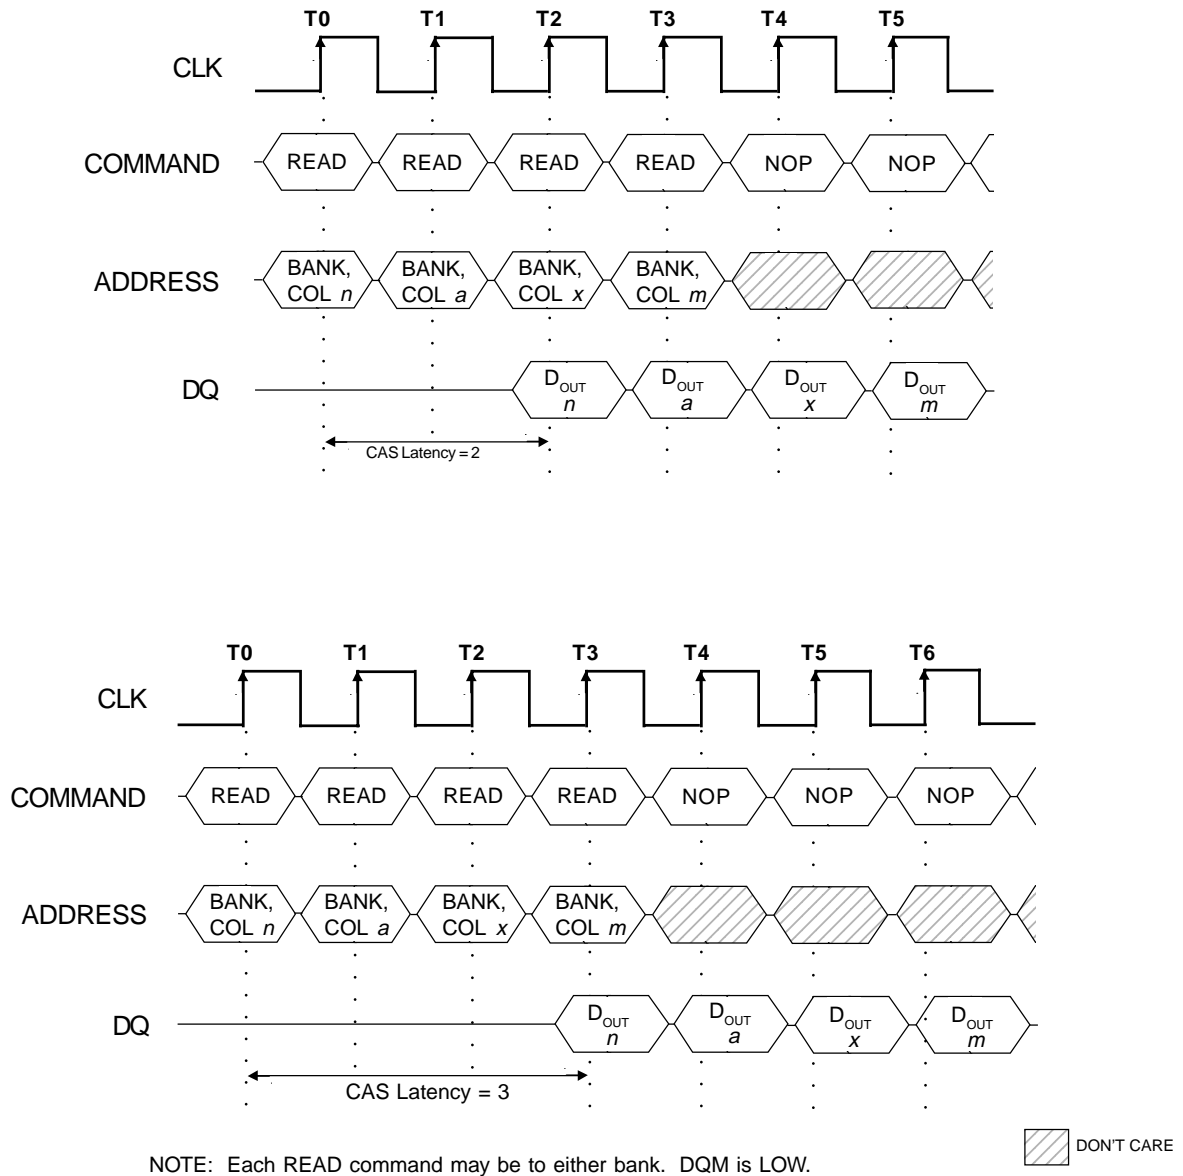 T0 T1 T2 T3 T4 T5
CLK
COMMAND READ READ READ READ NOP NOP
BANK, BANK, BANK, BANK,
ADDRESS
COL n COL a COL x COL m
DOUT DOUT DOUT DOUT
DQ
n a x m
CAS Latency = 2
T0 T1 T2 T3 T4 T5 T6
CLK
COMMAND READ READ READ READ NOP NOP NOP
BANK, BANK, BANK, BANK,
ADDRESS
COL n COL a COL x COL m
DOUT DOUT DOUT DOUT
DQ
n a x m
CAS Latency = 3
DON'T CARE
NOTE: Each READ command may be to either bank. DQM is LOW.